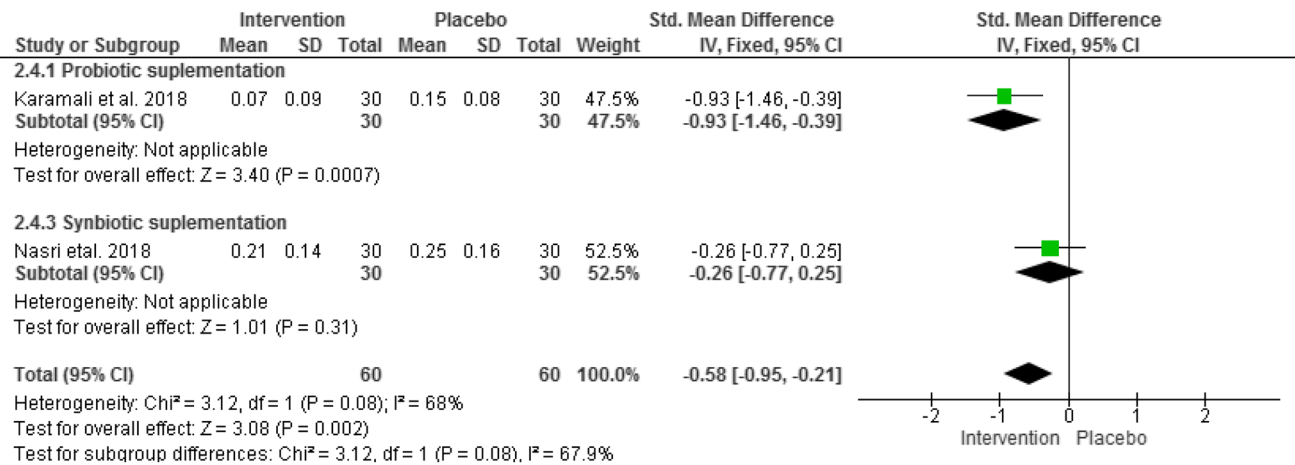 Intervention Placebo Std. Mean Difference Std. Mean Difference
Study or Subgroup Mean SD Total Mean SD Total Weight IV, Fixed, 95% CI IV, Fixed, 95% CI
2.4.1 Probiotic suplementation
Karamali et al. 2018 0.07 0.09 30 0.15 0.08 30 47.5% -0.93 [-1.46, -0.39]
Subtotal (95% CI) 30 30 47.5% -0.93 [-1.46, -0.39]
Heterogeneity: Not applicable
Test for overall effect: Z = 3.40 (P = 0.0007)
2.4.3 Synbiotic suplementation
Nasri etal. 2018 0.21 0.14 30 0.25 0.16 30 52.5% -0.26 [-0.77, 0.25]
Subtotal (95% CI) 30 30 52.5% -0.26 [-0.77, 0.25]
Heterogeneity: Not applicable
Test for overall effect: Z = 1.01 (P = 0.31)
Total (95% CI) 60 60 100.0% -0.58 [-0.95, -0.21]
Heterogeneity: Chi² = 3.12, df = 1 (P = 0.08); I² = 68%
Test for overall effect: Z = 3.08 (P = 0.002)
Test for subgroup differences: Chi² = 3.12, df = 1 (P = 0.08), I² = 67.9%
-2 -1 0 1 2
Intervention Placebo